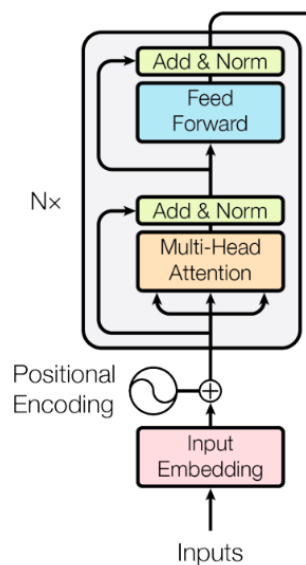 Add & Norm
Feed
Forward
N×
Add & Norm
Multi-Head
Attention
Positional
Encoding
Input
Embedding
Inputs